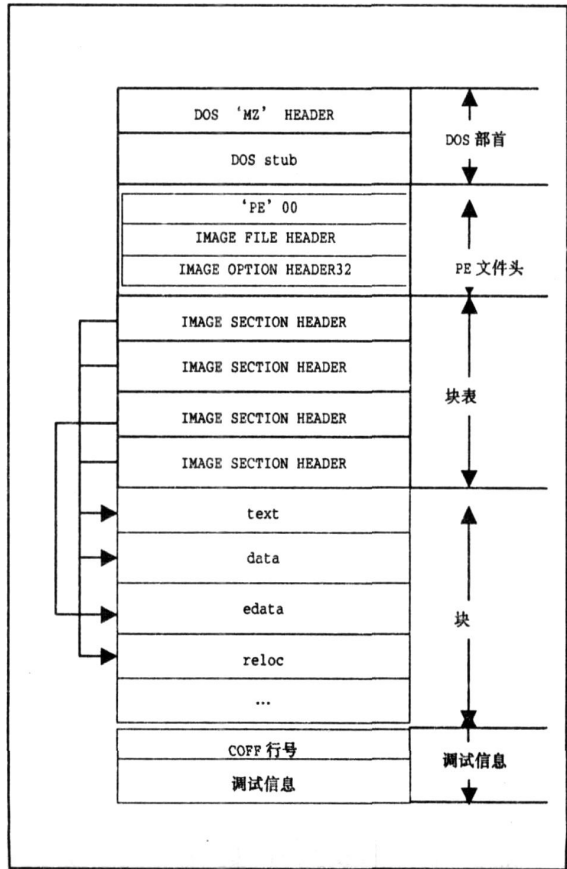 DOS ‘MZ’ HEADER
DOS 部首
DOS stub
‘PE’ 00
IMAGE FILE HEADER
PE 文件头
IMAGE OPTION HEADER32
IMAGE SECTION HEADER
IMAGE SECTION HEADER
块表
IMAGE SECTION HEADER
IMAGE SECTION HEADER
text
data
edata
块
reloc
…
COFF 行号
调试信息
调试信息